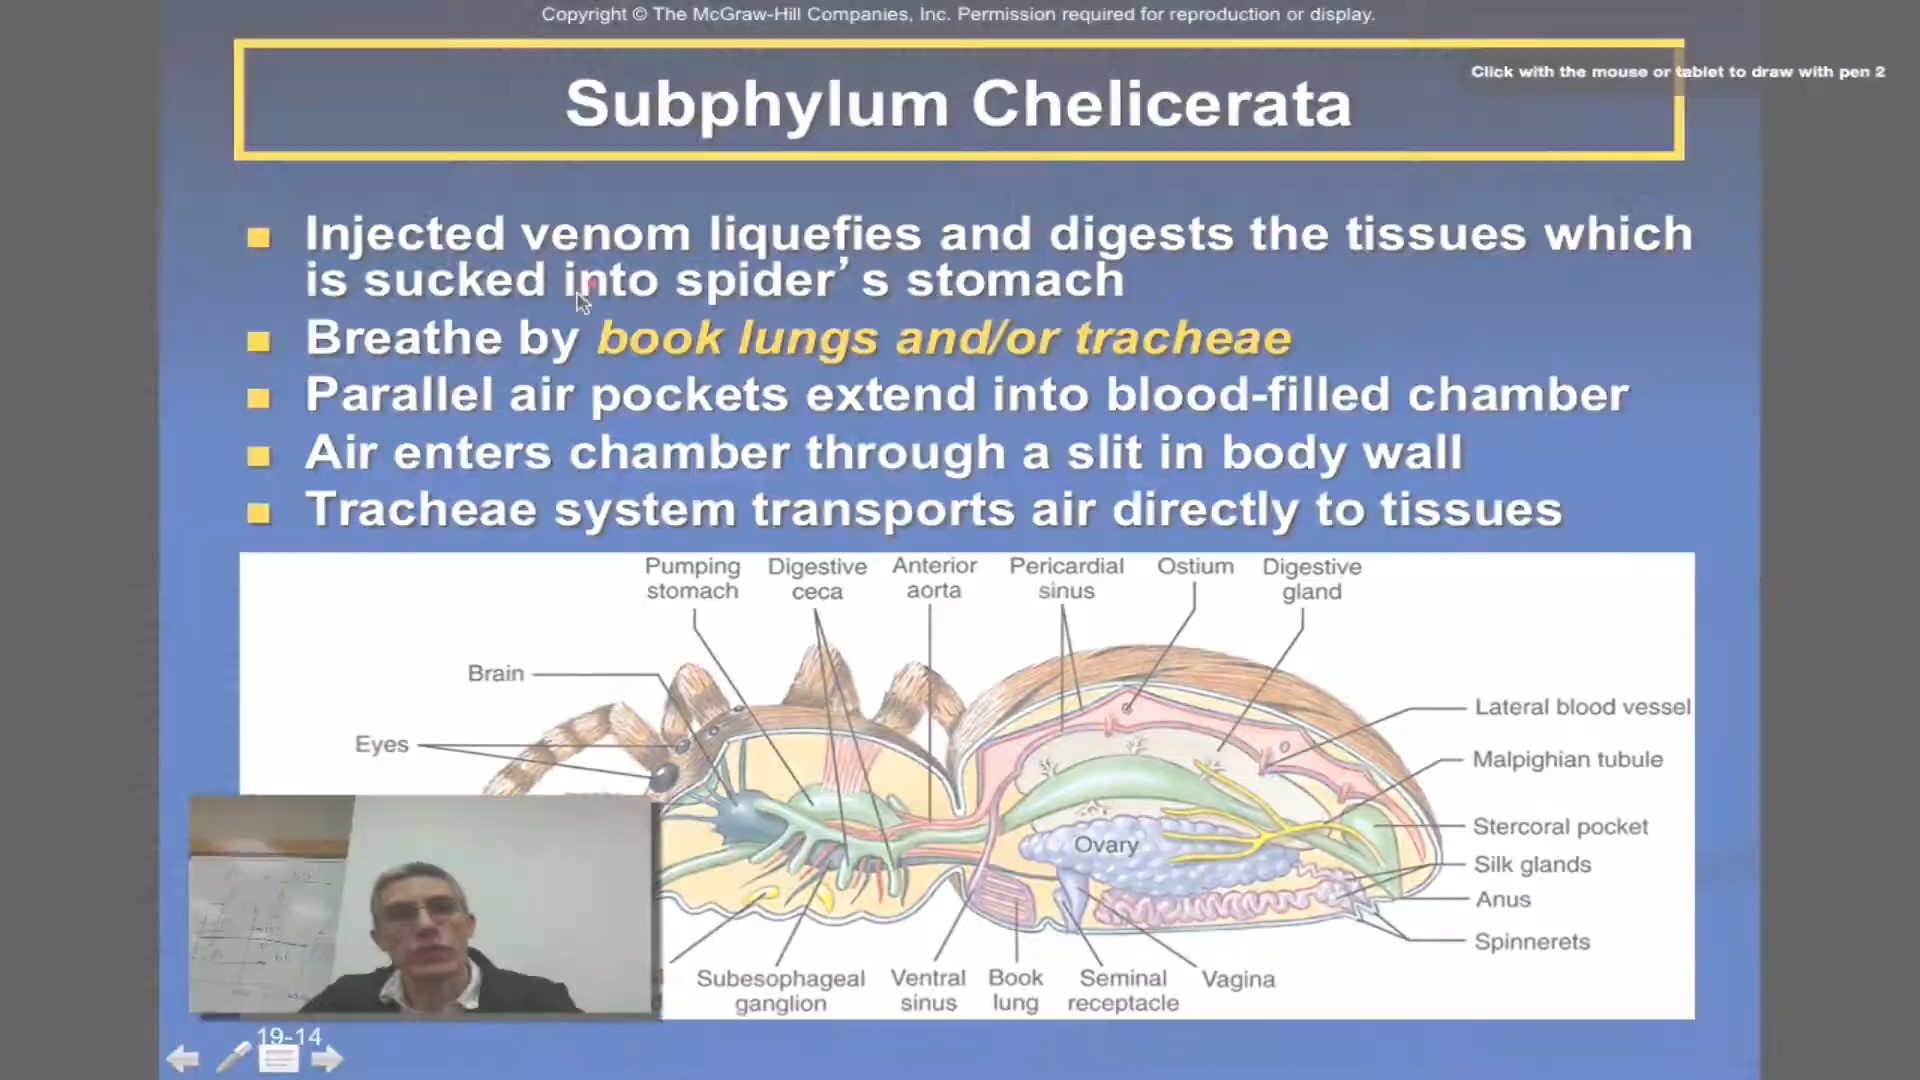 Copyright © The McGraw-Hill Companies, Inc. Permission required for reproduction or display.
Click with the mouse or tablet to draw with pen 2
Subphylum Chelicerata
Injected venom liquefies and digests the tissues which
is sucked into spider’s stomach
Breathe by book lungs and/or tracheae
Parallel air pockets extend into blood-filled chamber
Air enters chamber through a slit in body wall
Tracheae system transports air directly to tissues
Pumping
stomach
Digestive
ceca
Anterior
aorta
Pericardial
sinus
Ostium
Digestive
gland
Brain
Eyes
Lateral blood vessel
Malpighian tubule
Stercoral pocket
Silk glands
Anus
Spinnerets
Ovary
Subesophageal
ganglion
Ventral
sinus
Book
lung
Seminal
receptacle
Vagina
19-14